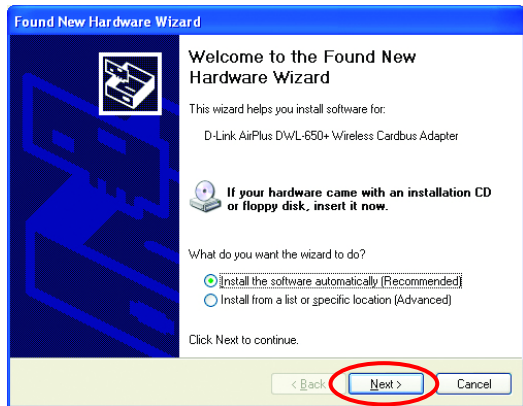 Found New Hardware Wizard
Welcome to the Found New
Hardware Wizard
This wizard helps you install software for:
D-Link AirPlus DWL-650+ Wireless Cardbus Adapter
If your hardware came with an installation CD
or floppy disk, insert it now.
What do you want the wizard to do?
Install the software automatically (Recommended)
Install from a list or specific location (Advanced)
Click Next to continue.
< Back Next > Cancel